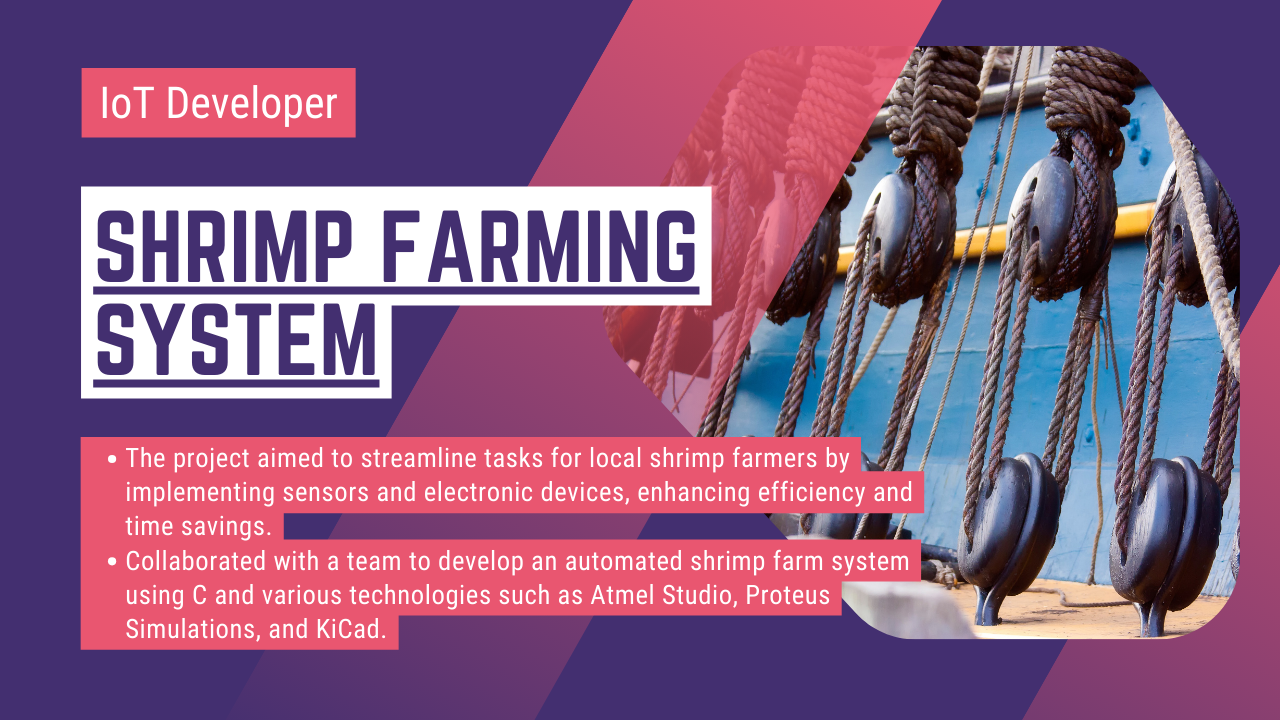 IoT Developer
SHRIMP FARMING
SYSTEM
• The project aimed to streamline tasks for local shrimp farmers by
implementing sensors and electronic devices, enhancing efficiency and
time savings.
• Collaborated with a team to develop an automated shrimp farm system
using C and various technologies such as Atmel Studio, Proteus
Simulations, and KiCad.